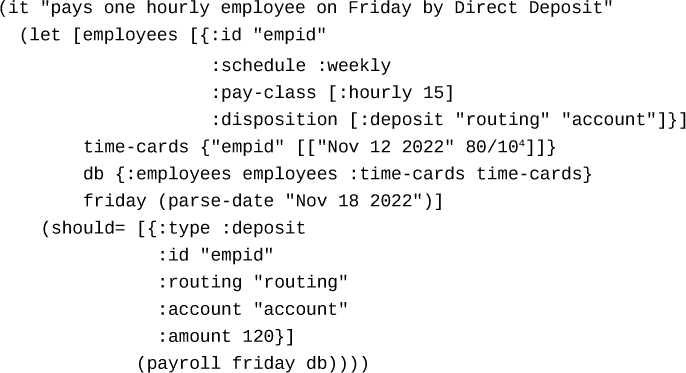 (it "pays one hourly employee on Friday by Direct Deposit"
  (let [employees [{:id "empid"
                    :schedule :weekly
                    :pay-class [:hourly 15]
                    :disposition [:deposit "routing" "account"]}]
        time-cards {"empid" [["Nov 12 2022" 80/10⁴]]}
        db {:employees employees :time-cards time-cards}
        friday (parse-date "Nov 18 2022")]
    (should= [{:type :deposit
               :id "empid"
               :routing "routing"
               :account "account"
               :amount 120}]
             (payroll friday db))))